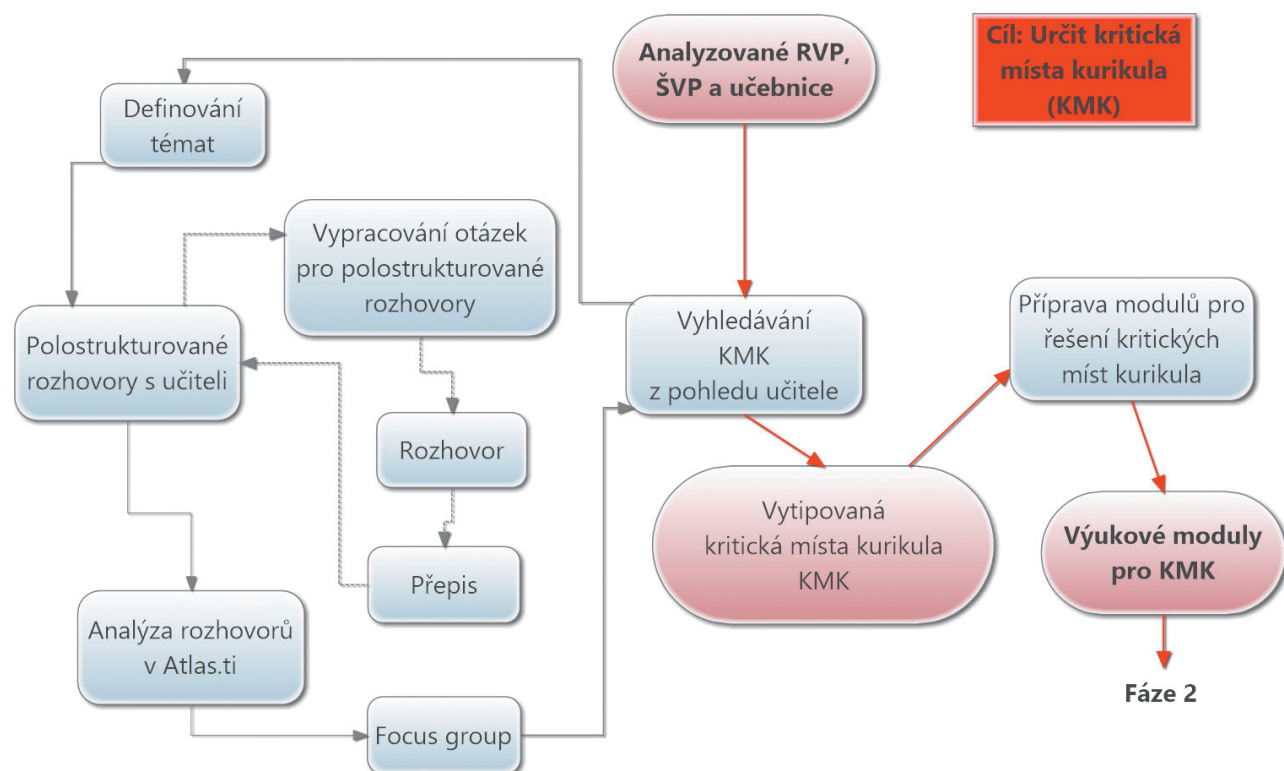 Analyzované RVP,
ŠVP a učebnice
Cíl: Určit kritická
místa kurikula
(KMK)
Definování
témat
Vypracování otázek
pro polostrukturované
rozhovory
Polostrukturované
rozhovory s učiteli
Vyhledávání
KMK
z pohledu učitele
Příprava modulů pro
řešení kritických
míst kurikula
Rozhovor
Vytipovaná
kritická místa kurikula
KMK
Výukové moduly
pro KMK
Přepis
Analýza rozhovorů
v Atlas.ti
Focus group
Fáze 2